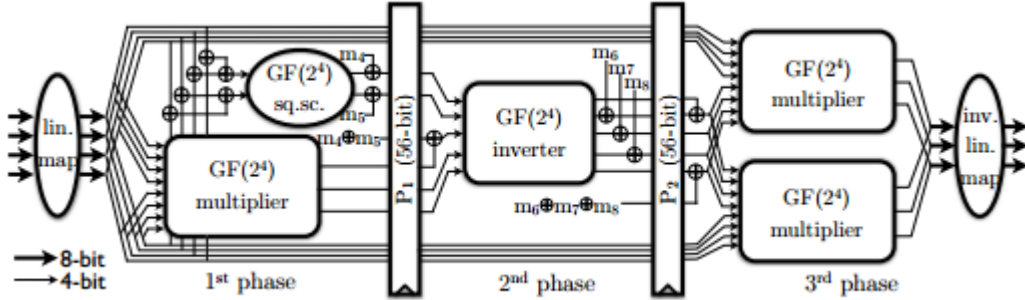 lin.
map
GF(2⁴)
sq.sc.
m₄
m₅
m₄⊕m₅
GF(2⁴)
multiplier
P₁ (56-bit)
GF(2⁴)
inverter
m₆
m₇
m₈
m₆⊕m₇⊕m₈
P₂ (56-bit)
GF(2⁴)
multiplier
GF(2⁴)
multiplier
inv.
lin.
map
8-bit
4-bit
1ˢᵗ phase
2ⁿᵈ phase
3ʳᵈ phase